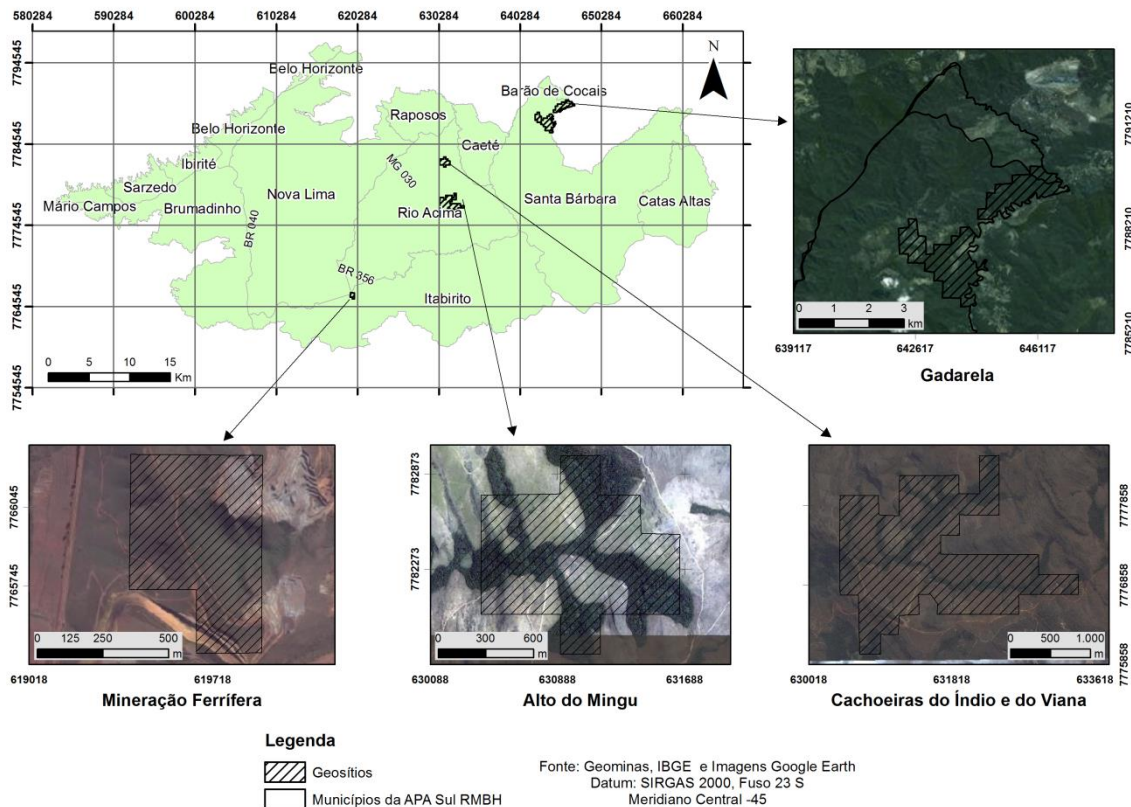 580284 590284 600284 610284 620284 630284 640284 650284 660284
7794545
7784545
7774545
7764545
7754545
N
Belo Horizonte
Barão de Cocais
Raposos
Belo Horizonte
Caeté
Ibirité
MG 030
Sarzedo
Nova Lima
Santa Bárbara
Mário Campos
Brumadinho
Rio Acima
Catas Altas
BR 040
BR 356
Itabirito
0 5 10 15
Km
7791210
7788210
7785210
0 1 2 3
km
639117 642617 646117
Gadarela
7766045
7765745
0 125 250 500
m
619018 619718
Mineração Ferrífera
7782873
7782273
0 300 600
m
630088 630888 631688
Alto do Mingu
7777858
7776858
7775858
0 500 1.000
m
630018 631818 633618
Cachoeiras do Índio e do Viana
Legenda
Geosítios
Municípios da APA Sul RMBH
Fonte: Geominas, IBGE e Imagens Google Earth
Datum: SIRGAS 2000, Fuso 23 S
Meridiano Central -45